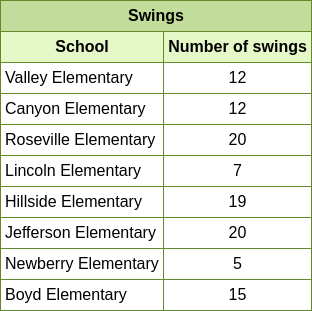 Swings
School Number of swings
Valley Elementary 12
Canyon Elementary 12
Roseville Elementary 20
Lincoln Elementary 7
Hillside Elementary 19
Jefferson Elementary 20
Newberry Elementary 5
Boyd Elementary 15